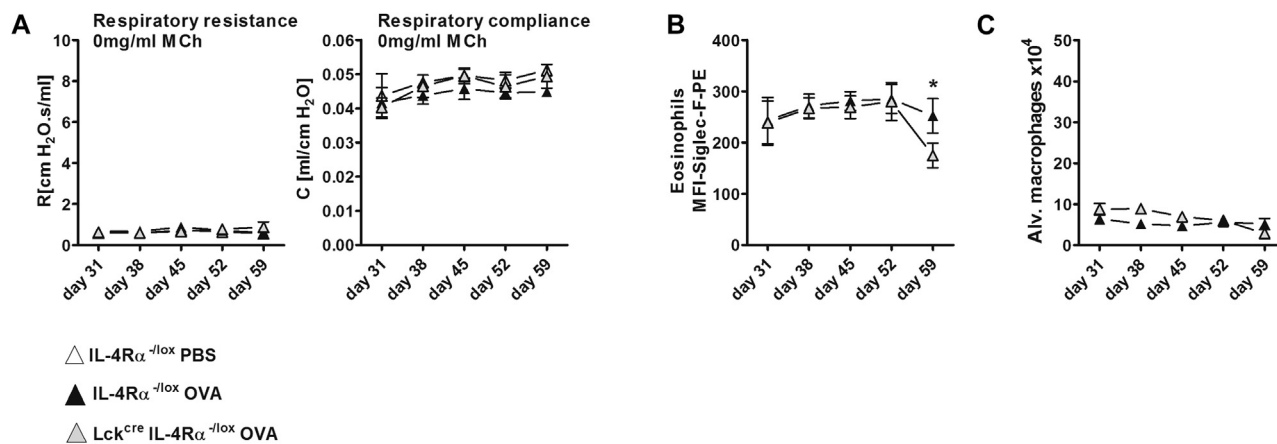 A
Respiratory resistance
0mg/ml MCh
R[cm H₂O.s/ml]
10
8
6
4
2
0
day 31
day 38
day 45
day 52
day 59
Respiratory compliance
0mg/ml MCh
C [ml/cm H₂O]
0.06
0.05
0.04
0.03
0.02
0.01
0.00
day 31
day 38
day 45
day 52
day 59
B
Eosinophils
MFI-Siglec-F-PE
400
300
200
100
0
*
day 31
day 38
day 45
day 52
day 59
C
Alv. macrophages x10⁴
50
40
30
20
10
0
day 31
day 38
day 45
day 52
day 59
IL-4Rα⁻/ˡᵒˣ PBS
IL-4Rα⁻/ˡᵒˣ OVA
Lckᶜʳᵉ IL-4Rα⁻/ˡᵒˣ OVA